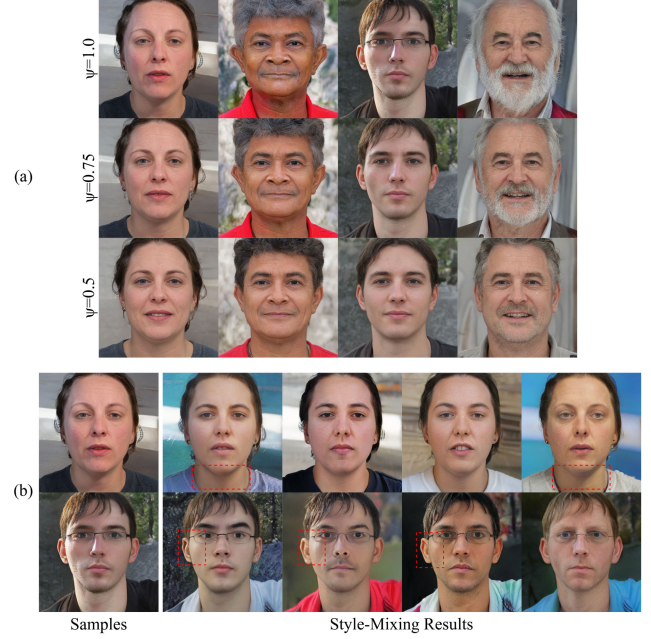 ψ=1.0
(a)
ψ=0.75
ψ=0.5
(b)
Samples
Style-Mixing Results